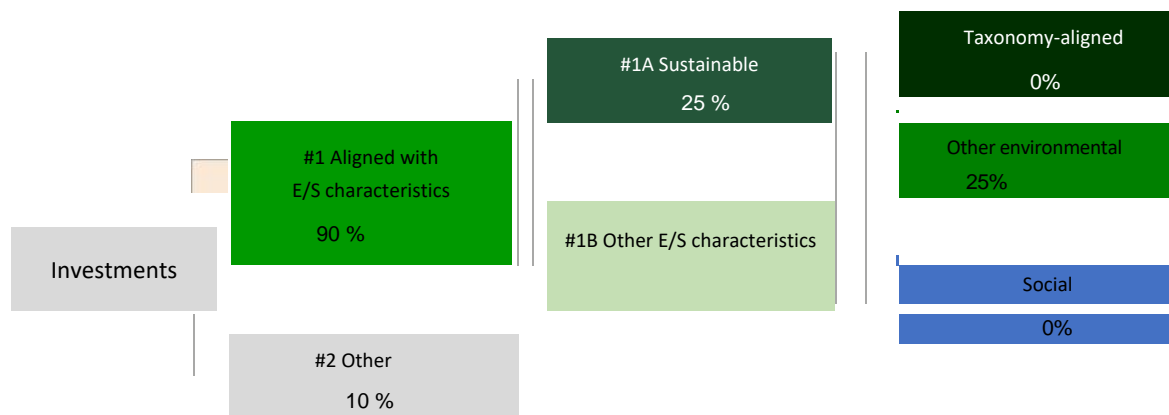 Investments
#1 Aligned with
E/S characteristics
90 %
#2 Other
10 %
#1A Sustainable
25 %
#1B Other E/S characteristics
Taxonomy-aligned
0%
Other environmental
25%
Social
0%